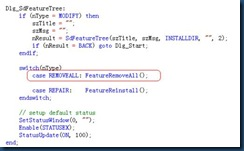 Dlg_SdFeatureTree:
if (nType = MODIFY) then
szTitle = "";
szMsg = "";
nResult = SdFeatureTree(szTitle, szMsg, INSTALLDIR, "", 2);
if (nResult = BACK) goto Dlg_Start;
endif;
switch(nType)
case REMOVEALL: FeatureRemoveAll();
case REPAIR: FeatureReinstall();
endswitch;
// setup default status
SetStatusWindow(0, "");
Enable(STATUSEX);
StatusUpdate(ON, 100);
end;